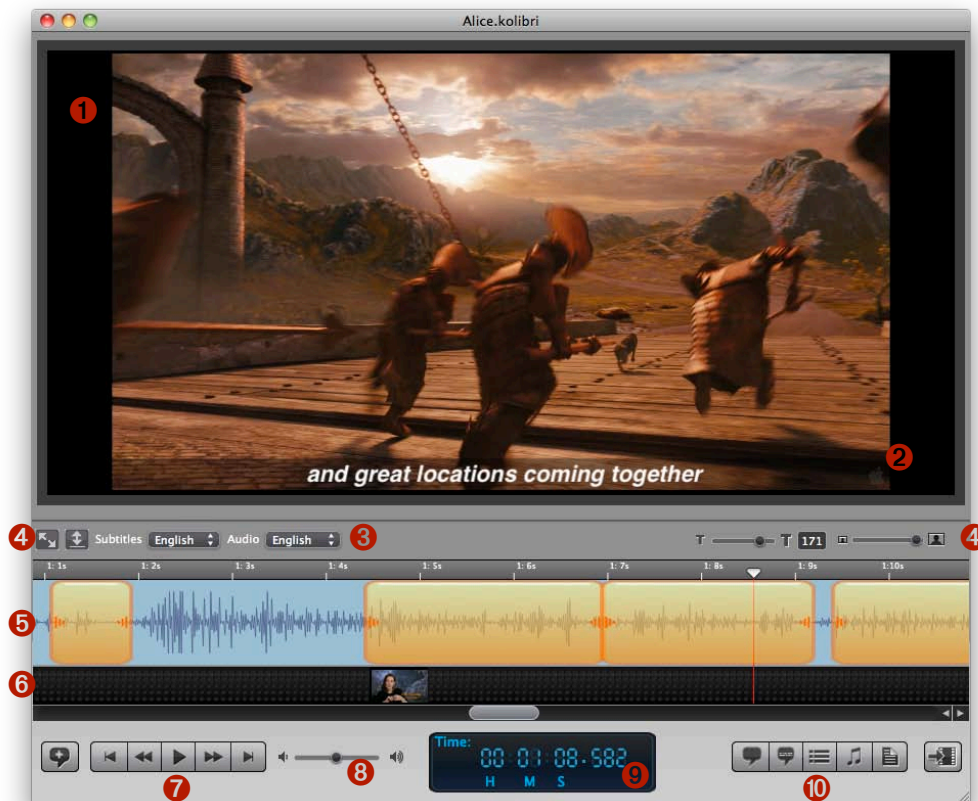 Alice.kolibri
1
2
and great locations coming together
4 Subtitles English Audio English 3 T T 171 4
1: 1s 1: 2s 1: 3s 1: 4s 1: 5s 1: 6s 1: 7s 1: 8s 1: 9s 1:10s
5
6
Time:
00:01:08.582
H M S
7
8
9
10